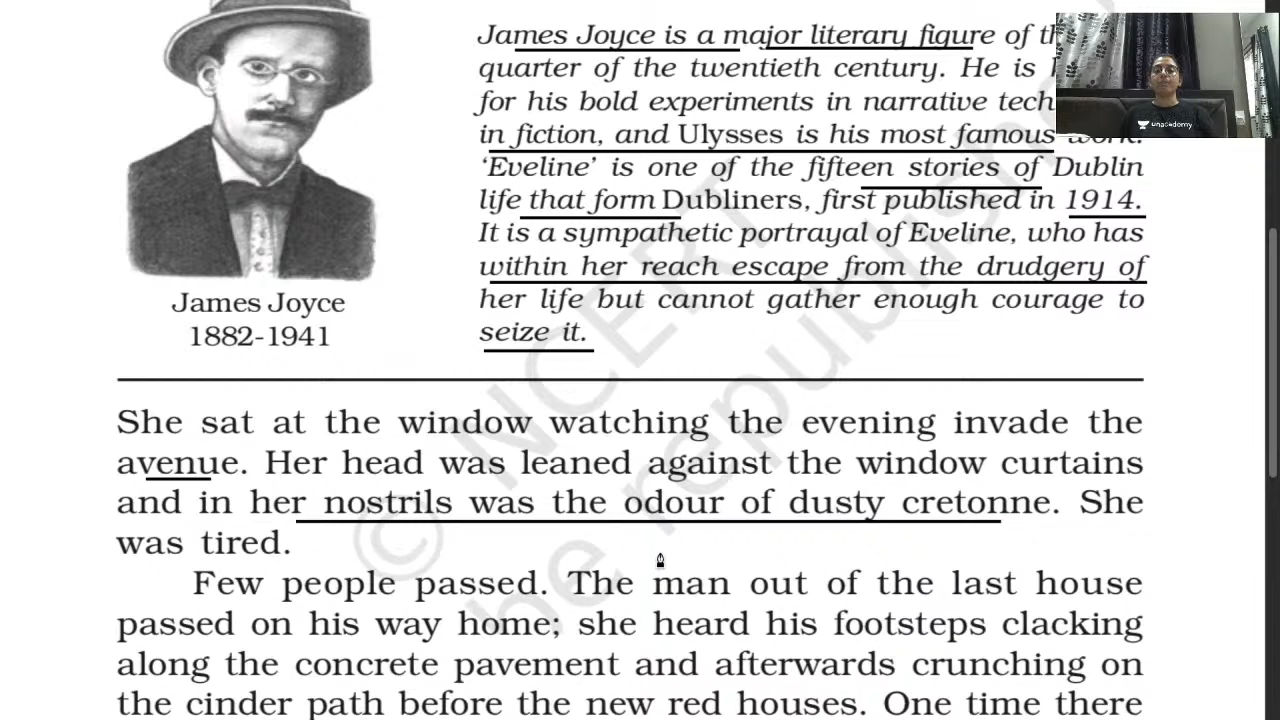 James Joyce is a major literary figure of
quarter of the twentieth century. He is
for his bold experiments in narrative
in fiction, and Ulysses is his most famous work.
‘Eveline’ is one of the fifteen stories of Dublin
life that form Dubliners, first published in 1914.
It is a sympathetic portrayal of Eveline, who has
within her reach escape from the drudgery of
her life but cannot gather enough courage to
seize it.
James Joyce
1882-1941
She sat at the window watching the evening invade the
avenue. Her head was leaned against the window curtains
and in her nostrils was the odour of dusty cretonne. She
was tired.
Few people passed. The man out of the last house
passed on his way home; she heard his footsteps clacking
along the concrete pavement and afterwards crunching on
the cinder path before the new red houses. One time there
© NCERT
be republished
unacademy